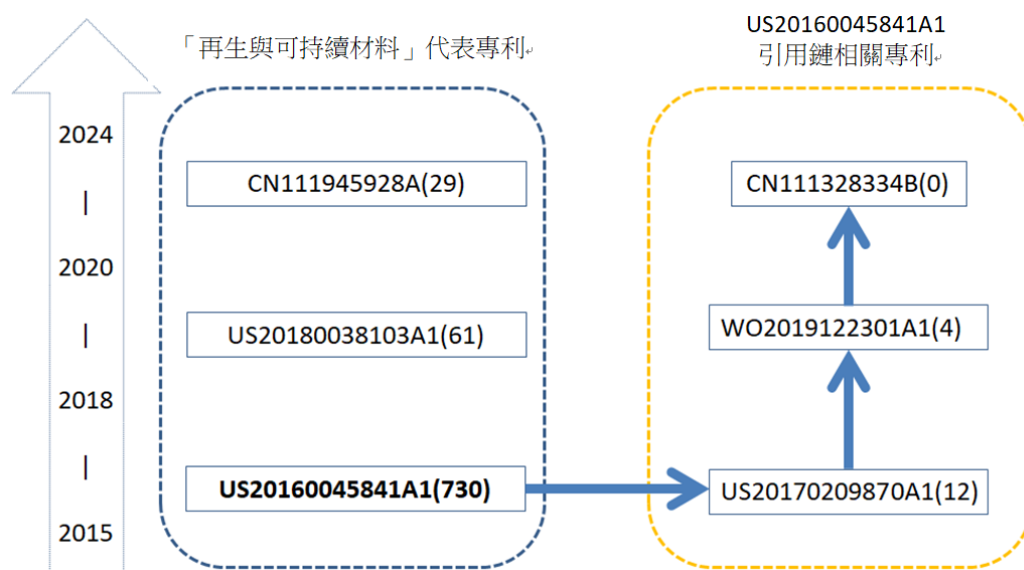 US20160045841A1
「再生與可持續材料」代表專利
引用鏈相關專利
2024
CN111945928A(29)
CN111328334B(0)
|
2020
US20180038103A1(61)
WO2019122301A1(4)
|
2018
|
US20160045841A1(730)
US20170209870A1(12)
2015